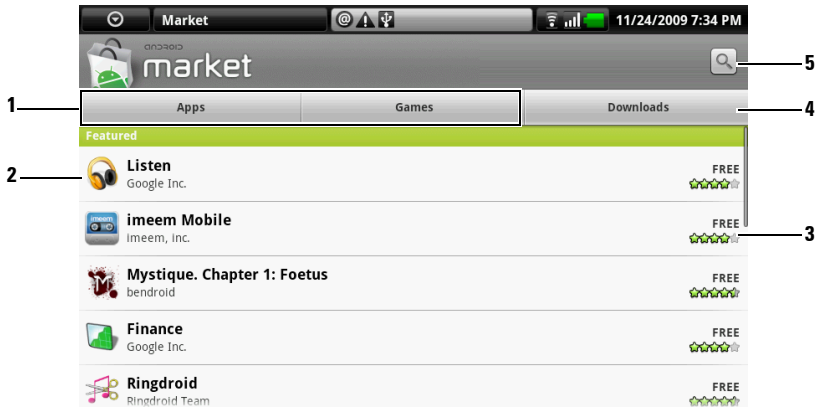 Market
@
11/24/2009 7:34 PM
ANDROID
market
5
1
Apps
Games
Downloads
4
Featured
2
Listen
Google Inc.
FREE
imeem
imeem Mobile
imeem, inc.
FREE
3
M
Mystique. Chapter 1: Foetus
bendroid
FREE
Finance
Google Inc.
FREE
Ringdroid
Ringdroid Team
FREE